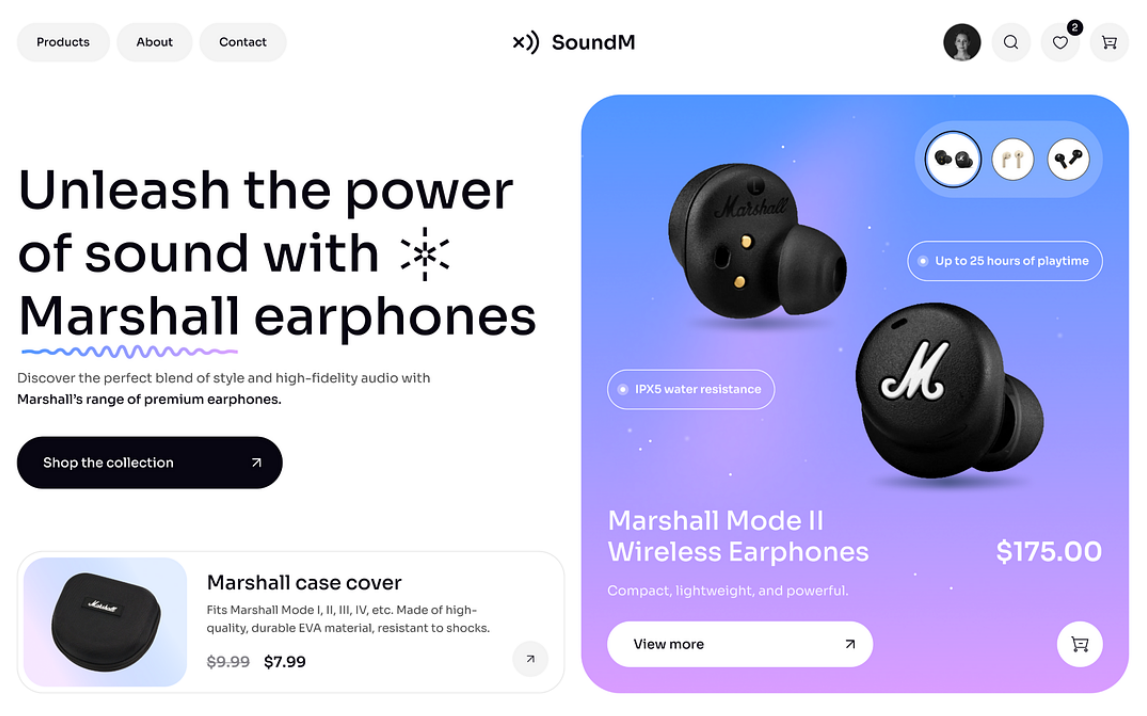 Products
About
Contact
SoundM
2
Unleash the power
of sound with
Marshall earphones
Discover the perfect blend of style and high-fidelity audio with
Marshall's range of premium earphones.
Shop the collection
Marshall
Marshall case cover
Fits Marshall Mode I, II, III, IV, etc. Made of high-
quality, durable EVA material, resistant to shocks.
$9.99 $7.99
L
Marshall
Up to 25 hours of playtime
M
IPX5 water resistance
Marshall Mode II
Wireless Earphones
$175.00
Compact, lightweight, and powerful.
View more